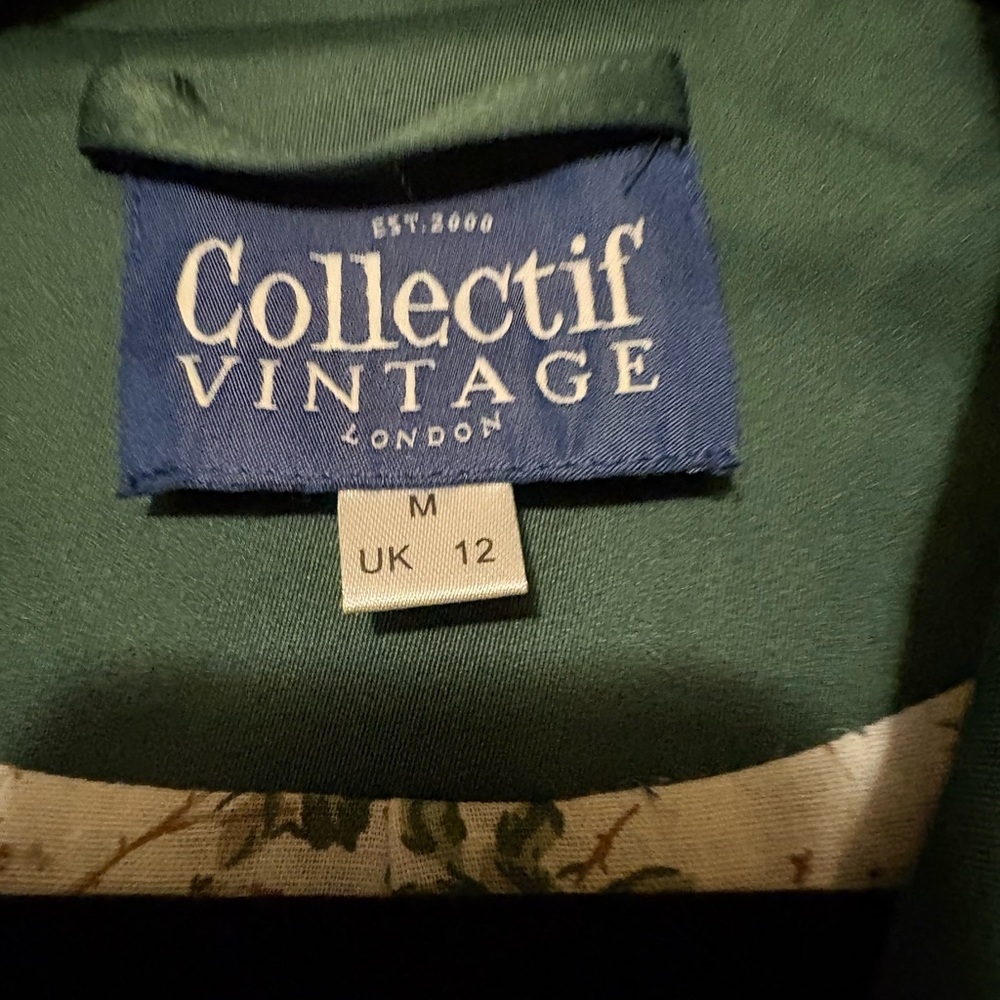 EST. 2000
Collectif
VINTAGE
LONDON
M
UK 12